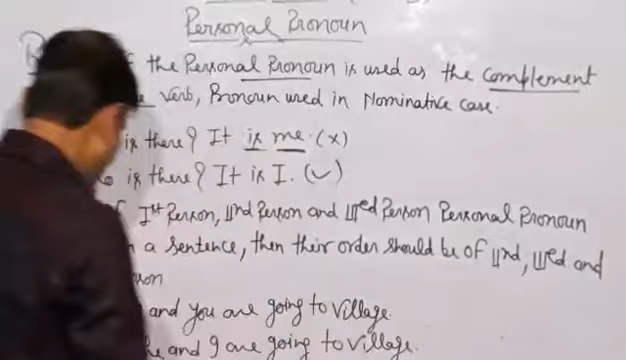 Personal Pronoun
the Personal Pronoun is used as the complement
Verb, Pronoun used in Nominative case.
is there? It is me. (x)
is there? It is I. (✓)
Ist Person, IInd Person and IIIrd Person Personal Pronoun
a sentence, then their order should be of IInd, IIIrd and
and you are going to village.
and I are going to village.